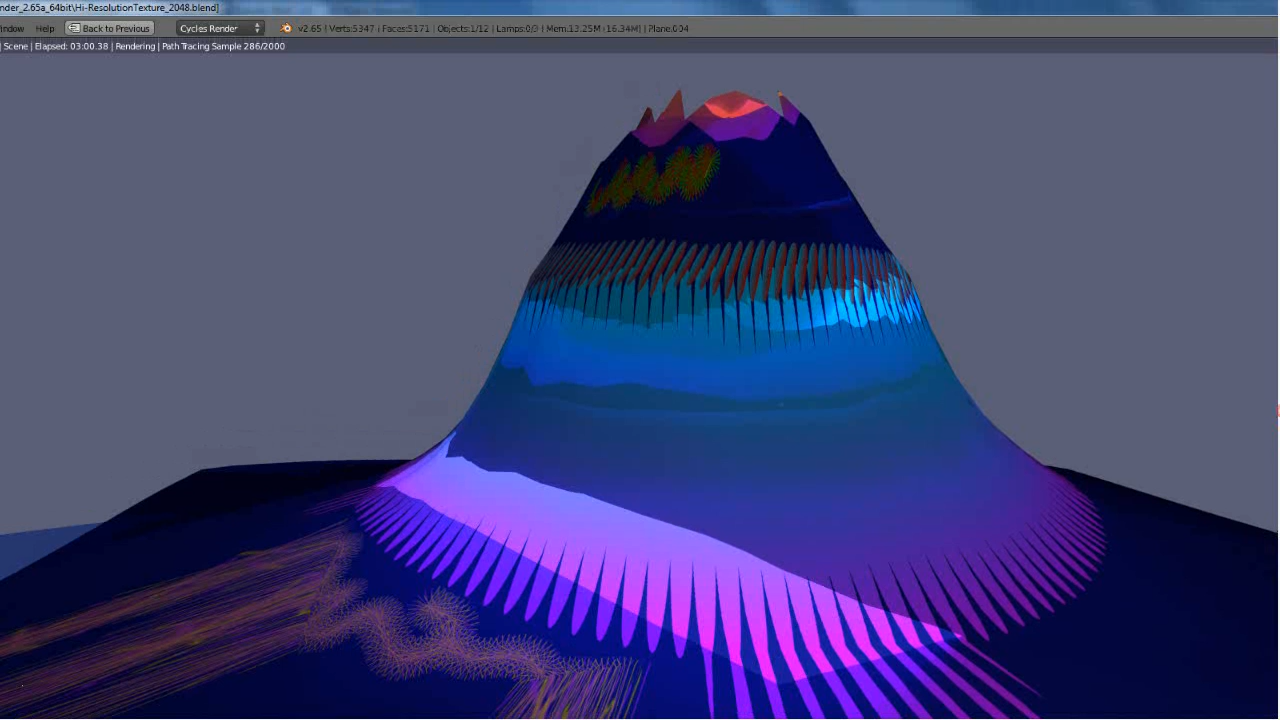 nder_2.65a_64bit\Hi-ResolutionTexture_2048.blend]
indow Help Back to Previous Cycles Render v2.65 | Verts:5347 | Faces:5171 | Objects:1/12 | Lamps:0/0 | Mem:13.25M (16.34M) | Plane.004
| Scene | Elapsed: 03:00.38 | Rendering | Path Tracing Sample 286/2000